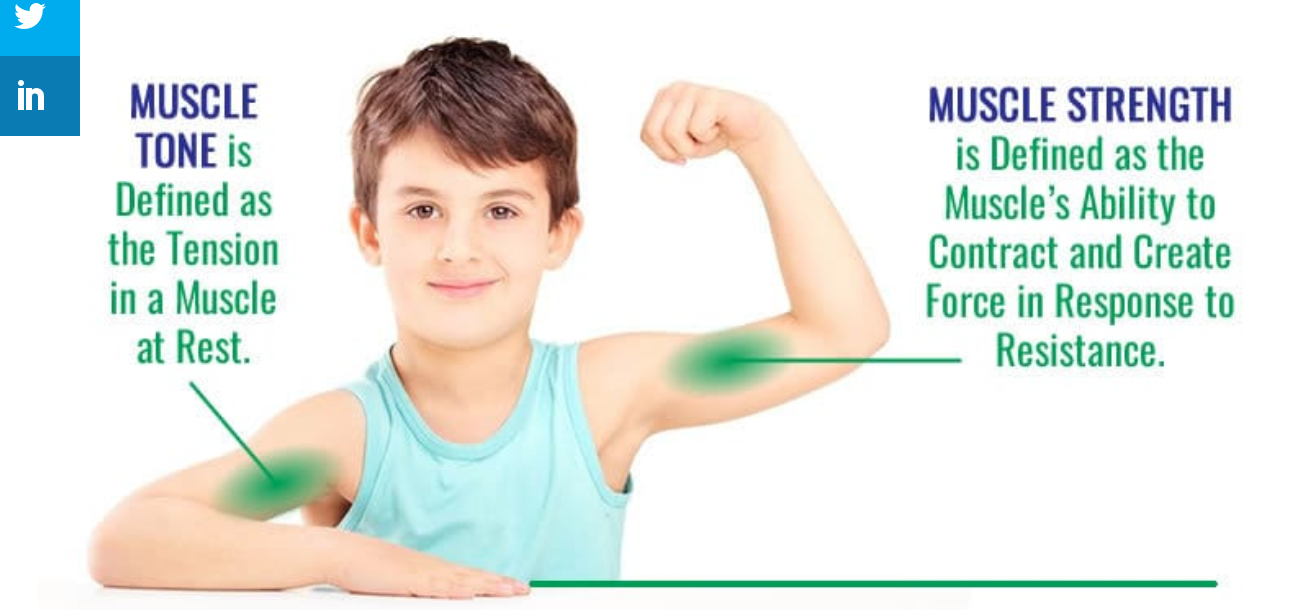 in
MUSCLE
TONE is
Defined as
the Tension
in a Muscle
at Rest.
MUSCLE STRENGTH
is Defined as the
Muscle’s Ability to
Contract and Create
Force in Response to
Resistance.